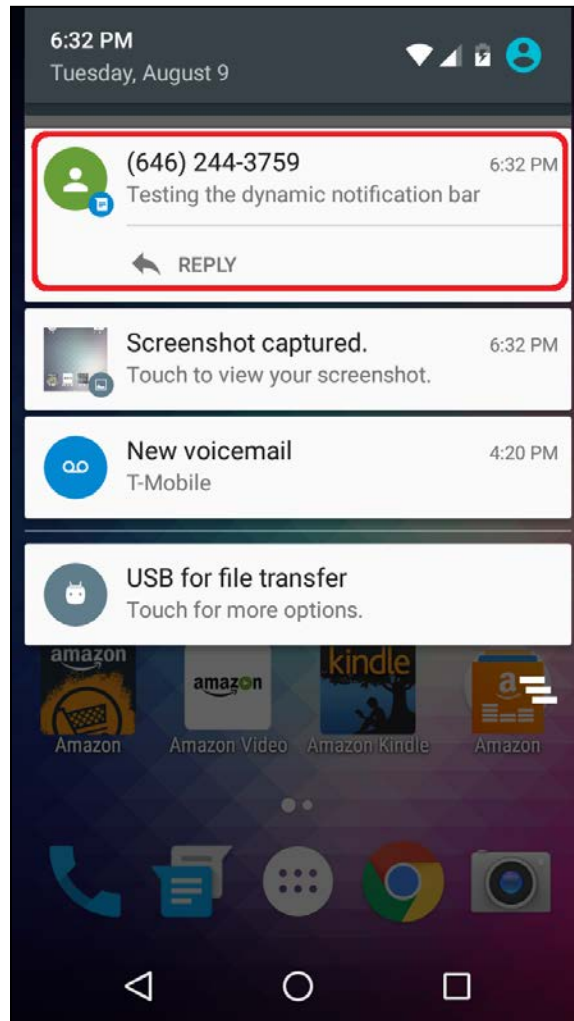 6:32 PM
Tuesday, August 9
(646) 244-3759 6:32 PM
Testing the dynamic notification bar
REPLY
Screenshot captured. 6:32 PM
Touch to view your screenshot.
New voicemail 4:20 PM
T-Mobile
USB for file transfer
Touch for more options.
amazon
amazon
kindle
a
Amazon Amazon Video Amazon Kindle Amazon